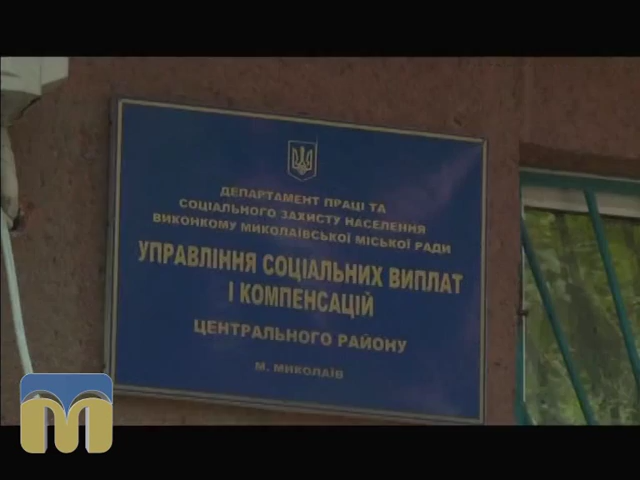 ДЕПАРТАМЕНТ ПРАЦІ ТА
СОЦІАЛЬНОГО ЗАХИСТУ НАСЕЛЕННЯ
ВИКОНКОМУ МИКОЛАЇВСЬКОЇ МІСЬКОЇ РАДИ
УПРАВЛІННЯ СОЦІАЛЬНИХ ВИПЛАТ
І КОМПЕНСАЦІЙ
ЦЕНТРАЛЬНОГО РАЙОНУ
М. МИКОЛАЇВ
М